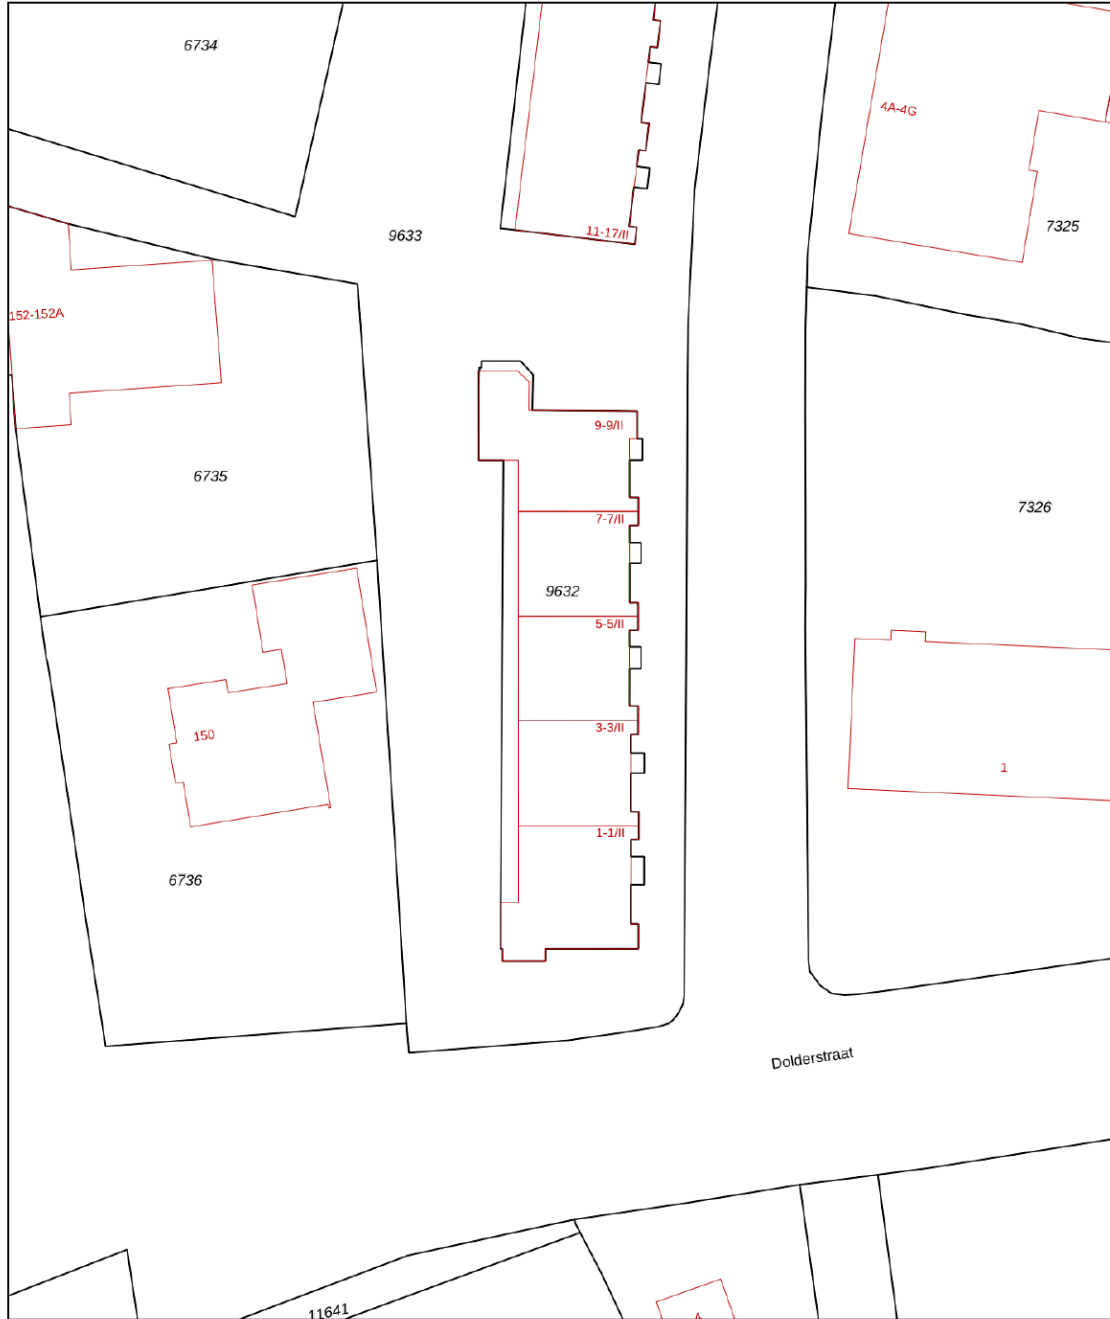 6734
4A-4G
7325
9633
11-17/II
152-152A
9-9/II
6735
7326
7-7/II
9632
5-5/II
3-3/II
150
1
1-1/II
6736
Dolderstraat
11641